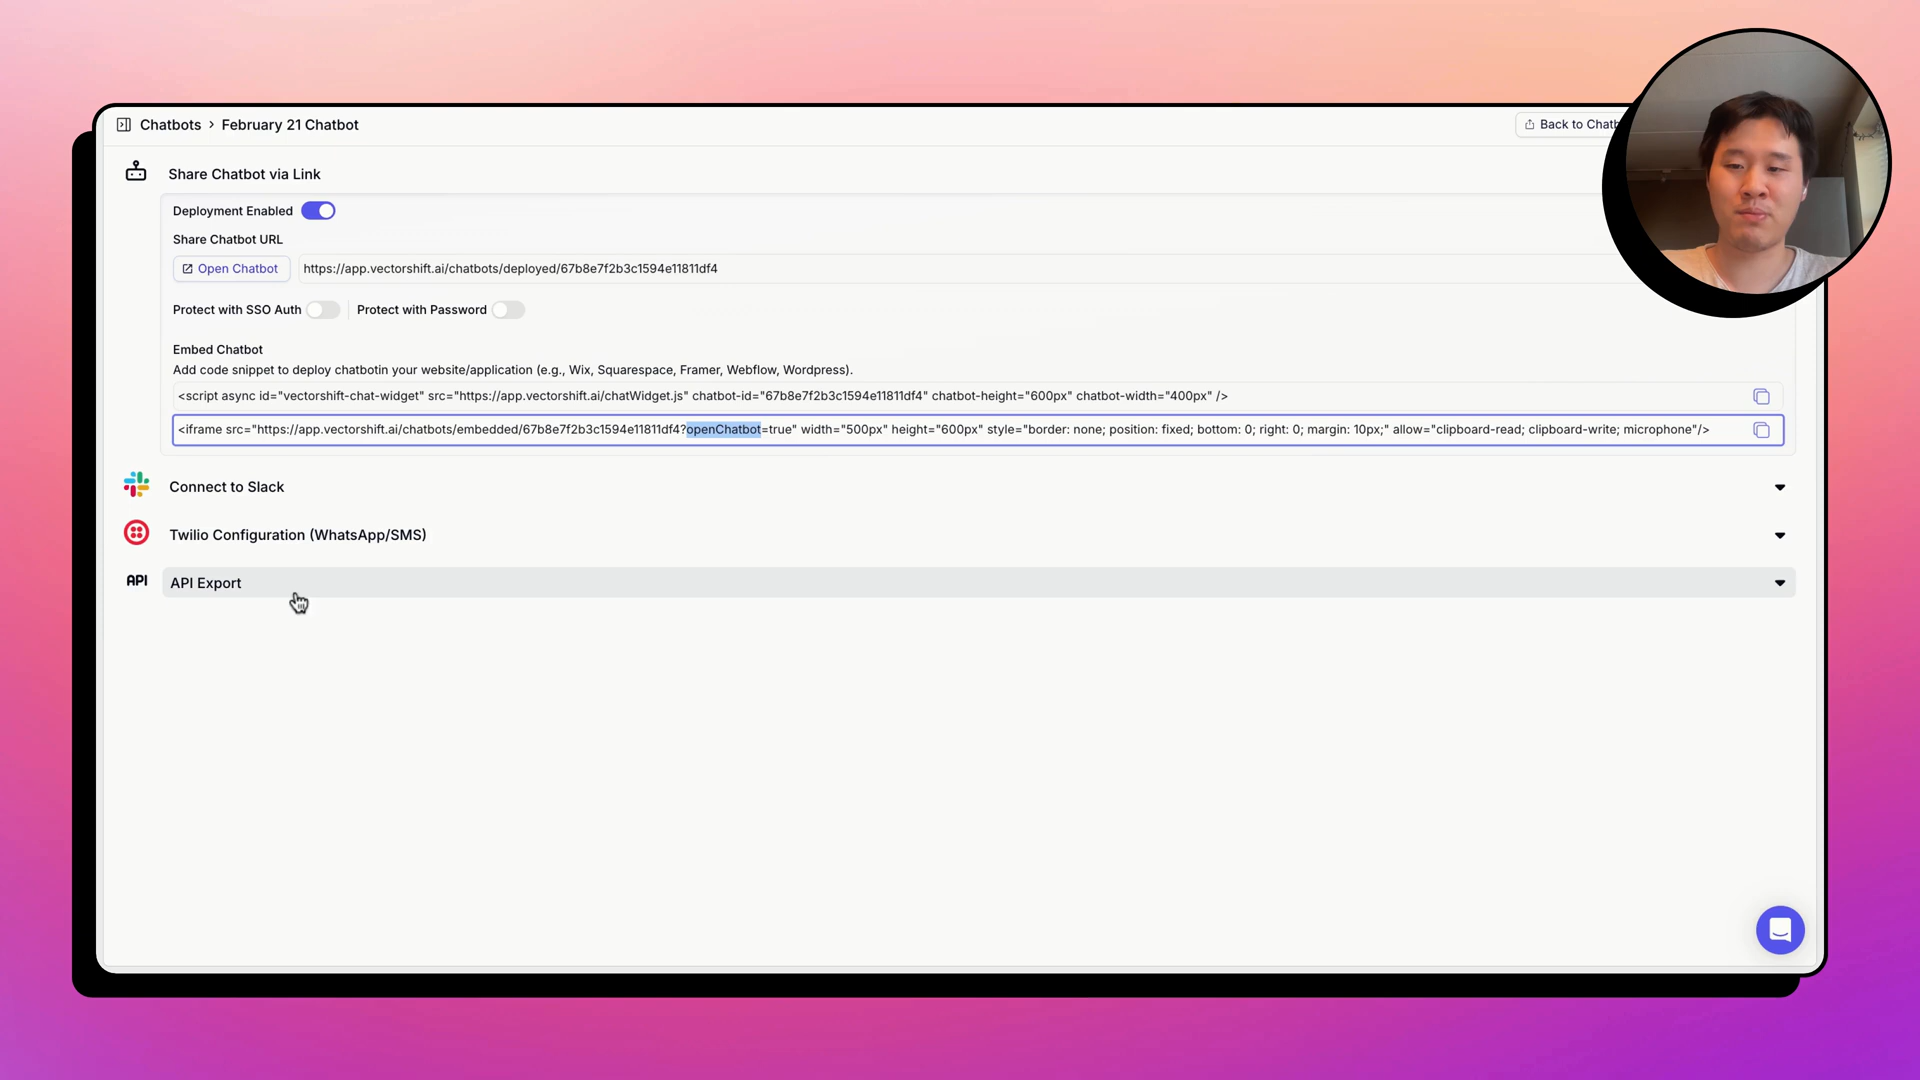 Chatbots > February 21 Chatbot
Back to Chatb
Share Chatbot via Link
Deployment Enabled
Share Chatbot URL
Open Chatbot
https://app.vectorshift.ai/chatbots/deployed/67b8e7f2b3c1594e11811df4
Protect with SSO Auth
Protect with Password
Embed Chatbot
Add code snippet to deploy chatbotin your website/application (e.g., Wix, Squarespace, Framer, Webflow, Wordpress).
<script async id="vectorshift-chat-widget" src="https://app.vectorshift.ai/chatWidget.js" chatbot-id="67b8e7f2b3c1594e11811df4" chatbot-height="600px" chatbot-width="400px" />
<iframe src="https://app.vectorshift.ai/chatbots/embedded/67b8e7f2b3c1594e11811df4?openChatbot=true" width="500px" height="600px" style="border: none; position: fixed; bottom: 0; right: 0; margin: 10px;" allow="clipboard-read; clipboard-write; microphone"/>
Connect to Slack
Twilio Configuration (WhatsApp/SMS)
API
API Export